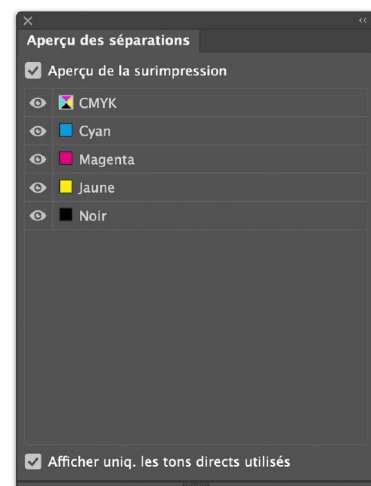 Aperçu des séparations
Aperçu de la surimpression
CMYK
Cyan
Magenta
Jaune
Noir
Afficher uniq. les tons directs utilisés